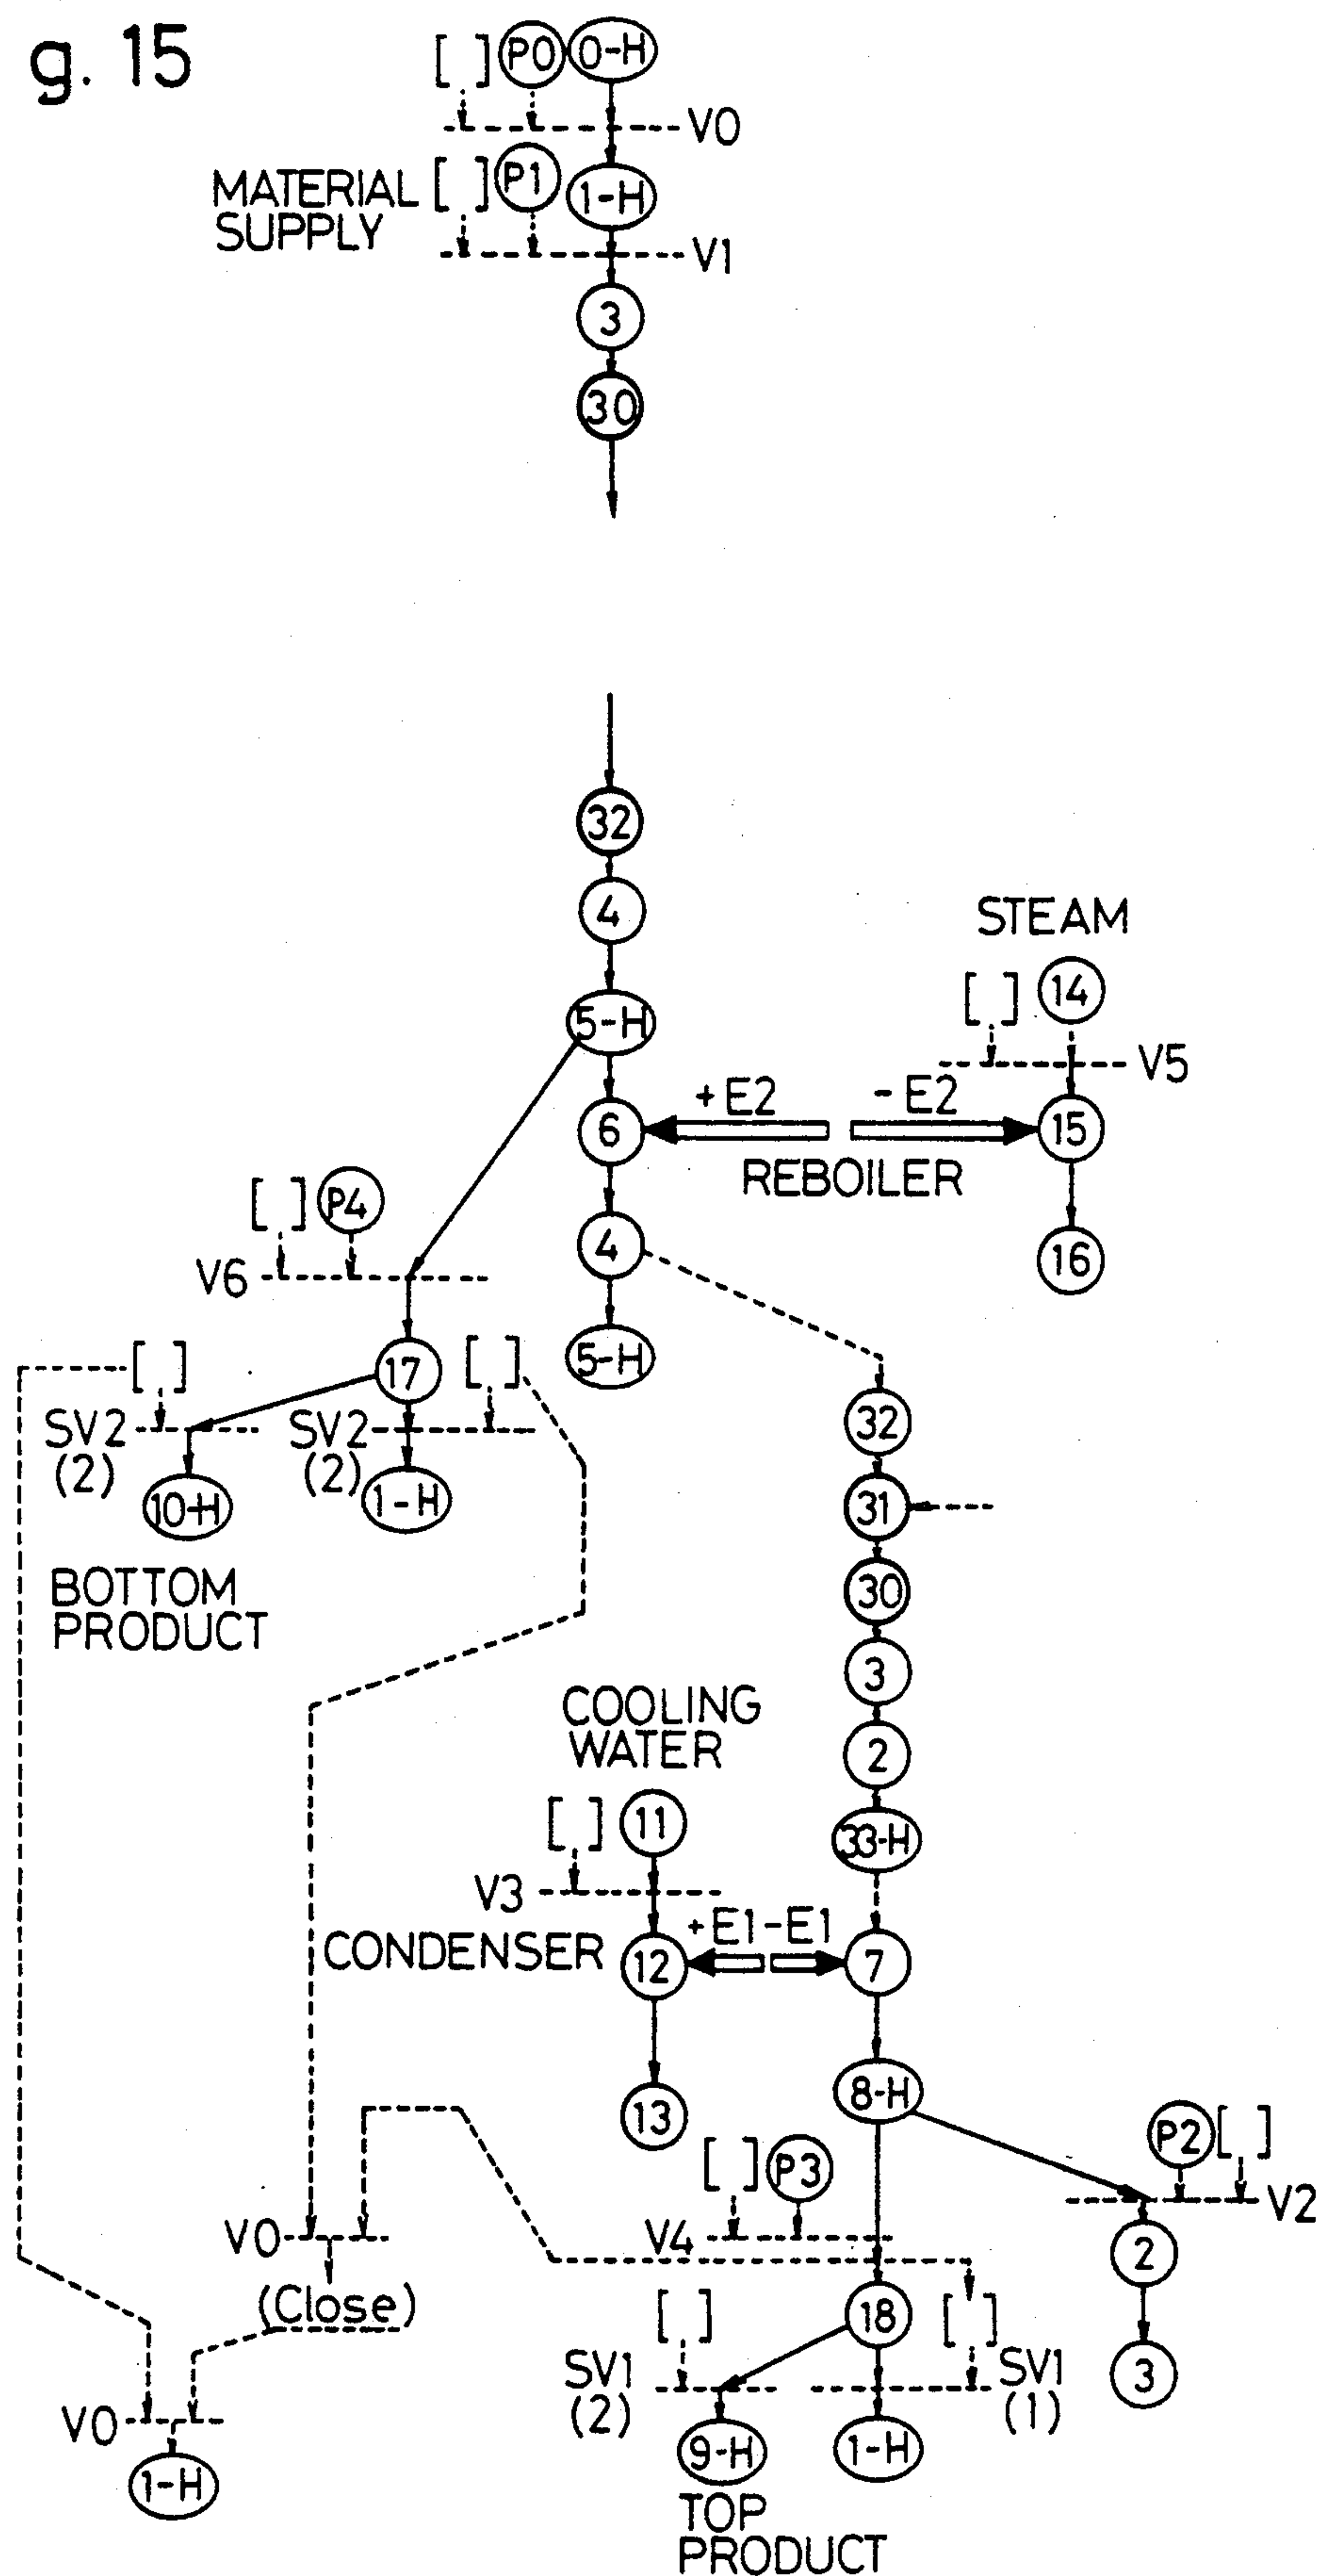 g. 15
[ ] P0 0-H
V0
MATERIAL SUPPLY
[ ] P1 1-H
V1
3
30
32
4
5-H
STEAM
[ ] 14
V5
+E2 -E2
6
15
REBOILER
[ ] P4
V6
4
16
5-H
[ ] 17 [ ]
SV2 (2)
SV2 (2)
10-H
1-H
BOTTOM PRODUCT
32
31
30
3
2
33-H
COOLING WATER
[ ] 11
V3
+E1 -E1
CONDENSER
12
7
13
8-H
P2 [ ]
V2
[ ] P3
V4
2
3
V0
(Close)
[ ] 18 [ ]
SV1 (2)
SV1 (1)
9-H
1-H
TOP PRODUCT
V0
1-H